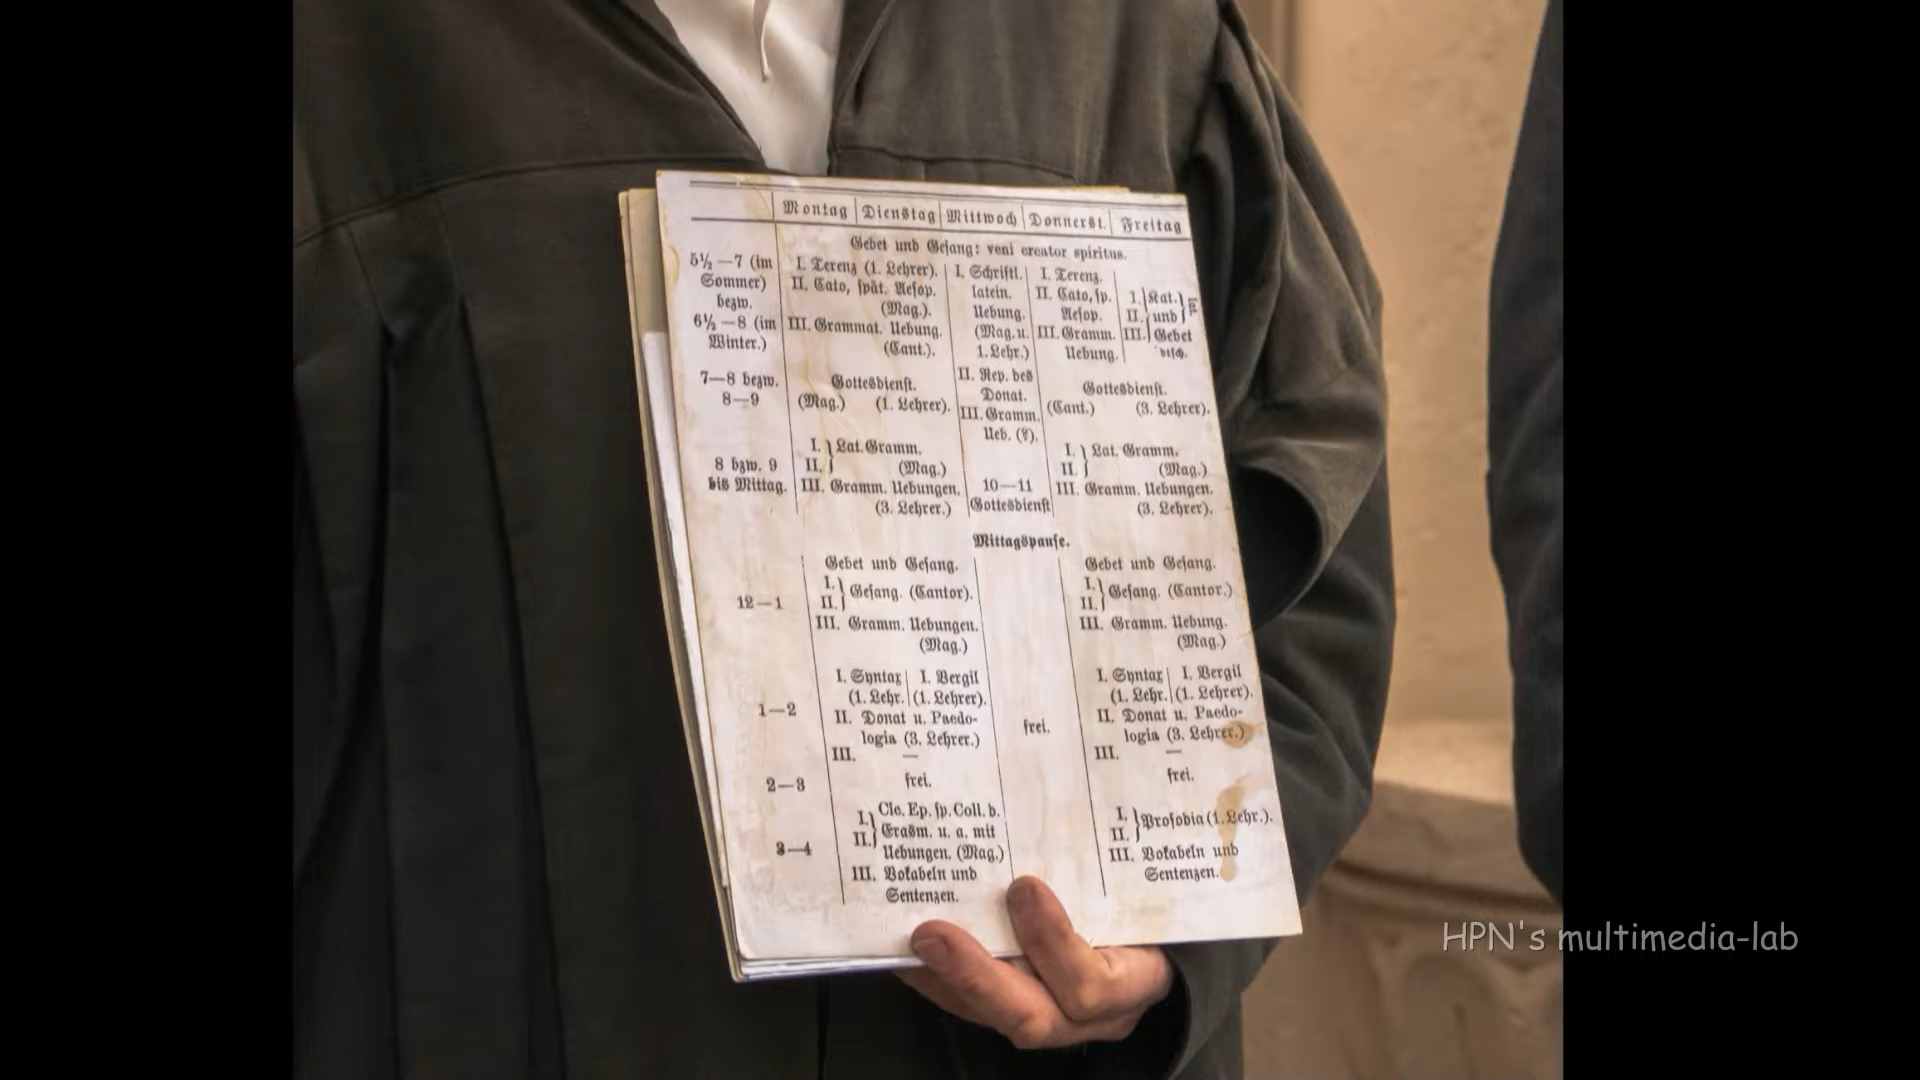 Montag Dienstag Mittwoch Donnerst. Freitag
Gebet und Gesang: veni creator spiritus.
5½ —7 (im
Sommer)
bezw.
6½ —8 (im
Winter.)
I. Terenz (1. Lehrer).
II. Cato, spät. Aesop.
(Mag.).
III. Grammat. Uebung.
(Cant.).
I. Schriftl.
latein.
Uebung.
(Mag. u.
1. Lehr.)
I. Terenz.
II. Cato, sp.
Aesop.
III. Gramm.
Uebung.
I. Kat.
II. und
III. Gebet
7—8 bezw.
8—9
Gottesdienst.
(Mag.) (1. Lehrer).
II. Rep. des
Donat.
III. Gramm.
Ueb. (?).
Gottesdienst.
(Cant.) (3. Lehrer).
8 bzw. 9
bis Mittag.
I. Lat. Gramm.
II. (Mag.)
III. Gramm. Uebungen.
(3. Lehrer.)
10—11
Gottesdienst
I. Lat. Gramm.
II. (Mag.)
III. Gramm. Uebungen.
(3. Lehrer).
Mittagspause.
12—1
Gebet und Gesang.
I.
II. Gesang. (Cantor).
III. Gramm. Uebungen.
(Mag.)
Gebet und Gesang.
I.
II. Gesang. (Cantor.)
III. Gramm. Uebung.
(Mag.)
1—2
I. Syntax I. Vergil
(1. Lehr. (1. Lehrer).
II. Donat u. Paedo-
logia (3. Lehrer.)
III. —
frei.
I. Syntax I. Vergil
(1. Lehr. (1. Lehrer).
II. Donat u. Paedo-
logia (3. Lehrer.)
III. —
2—3
frei.
frei.
3—4
I. Cic. Ep. sp. Coll. d.
II. Erasm. u. a. mit
Uebungen. (Mag.)
III. Vokabeln und
Sentenzen.
I.
II. Prosodia (1. Lehr.).
III. Vokabeln und
Sentenzen.
HPN's multimedia-lab